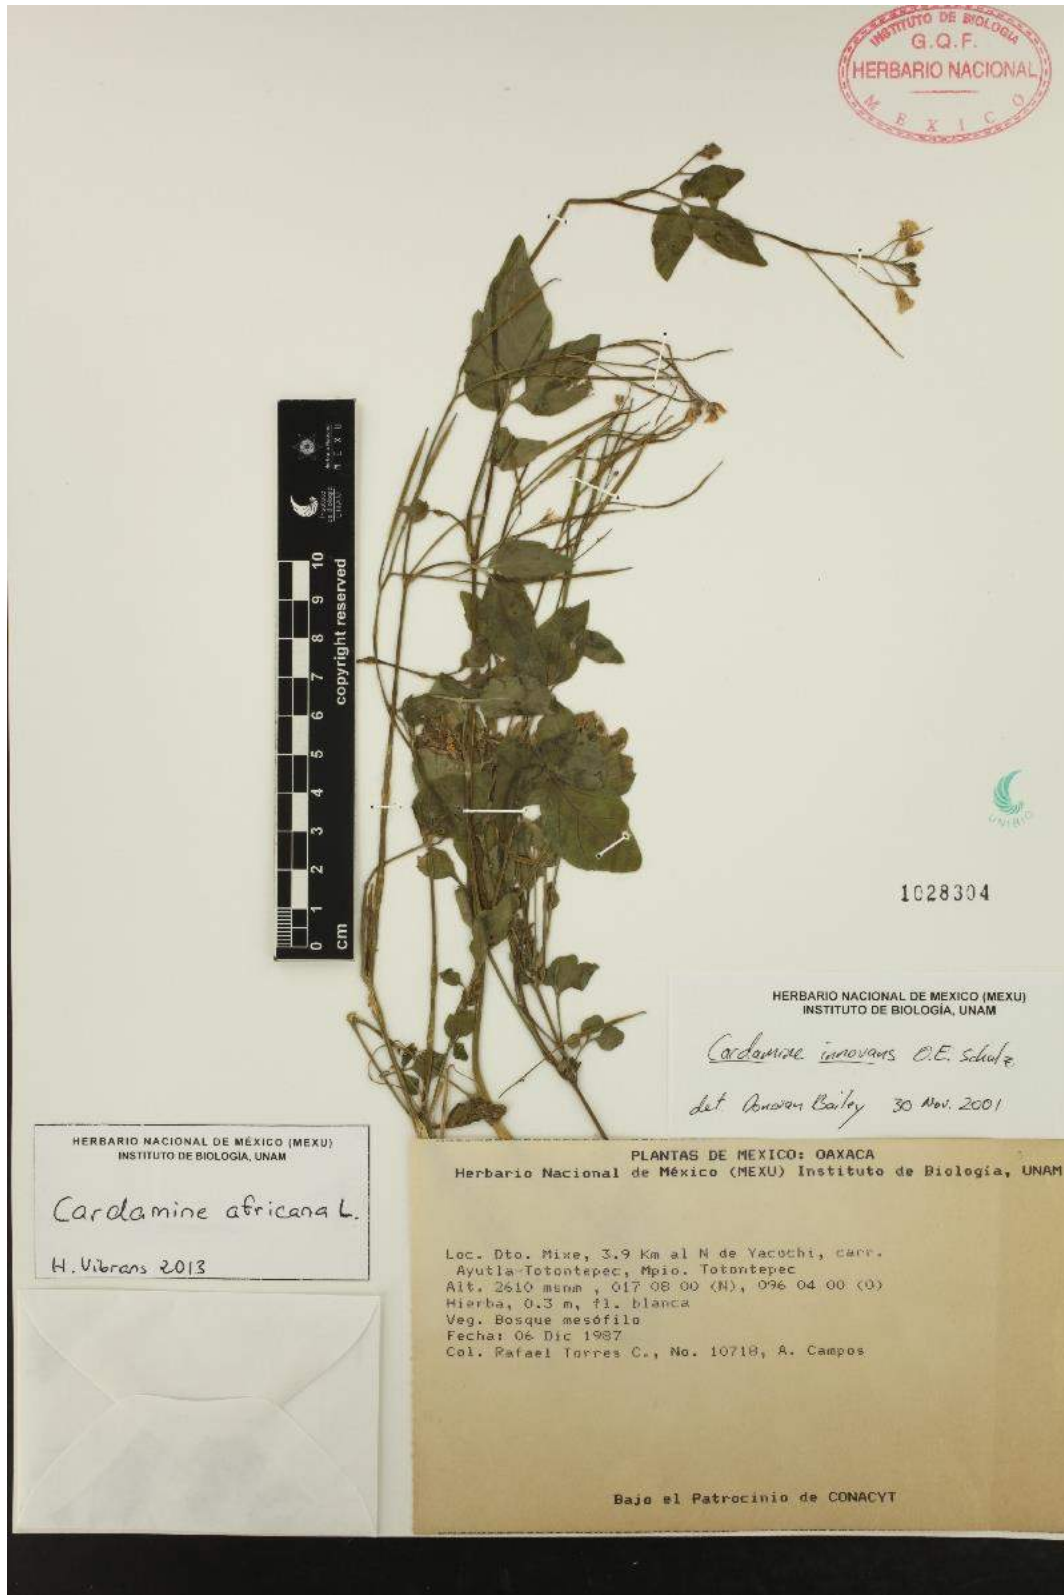 INSTITUTO DE BIOLOGIA
G.Q.F.
HERBARIO NACIONAL
MEXICO
MEXU
UNAM
10
9
8
7
6
5
4
3
2
1
0
cm
copyright reserved
UNIBIO
1028304
HERBARIO NACIONAL DE MEXICO (MEXU)
INSTITUTO DE BIOLOGÍA, UNAM
Cardamine innovans O.E. Schulz
det Donovan Bailey 30 Nov. 2001
HERBARIO NACIONAL DE MÉXICO (MEXU)
INSTITUTO DE BIOLOGÍA, UNAM
Cardamine africana L.
H. Vibrans 2013
PLANTAS DE MEXICO: OAXACA
Herbario Nacional de México (MEXU) Instituto de Biología, UNAM
Loc. Dto. Mixe, 3.9 Km al N de Yacochi, carr.
Ayutla-Totontepec, Mpio. Totontepec
Alt. 2610 msnm , 017 08 00 (N), 096 04 00 (O)
Hierba, 0.3 m, fl. blanca
Veg. Bosque mesófilo
Fecha: 06 Dic 1987
Col. Rafael Torres C., No. 10718, A. Campos
Bajo el Patrocinio de CONACYT